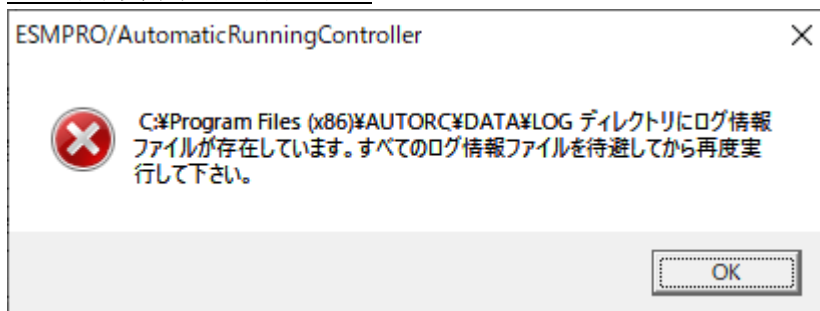 ESMPRO/AutomaticRunningController
C:¥Program Files (x86)¥AUTORC¥DATA¥LOG ディレクトリにログ情報
ファイルが存在しています。すべてのログ情報ファイルを待避してから再度実
行して下さい。
OK